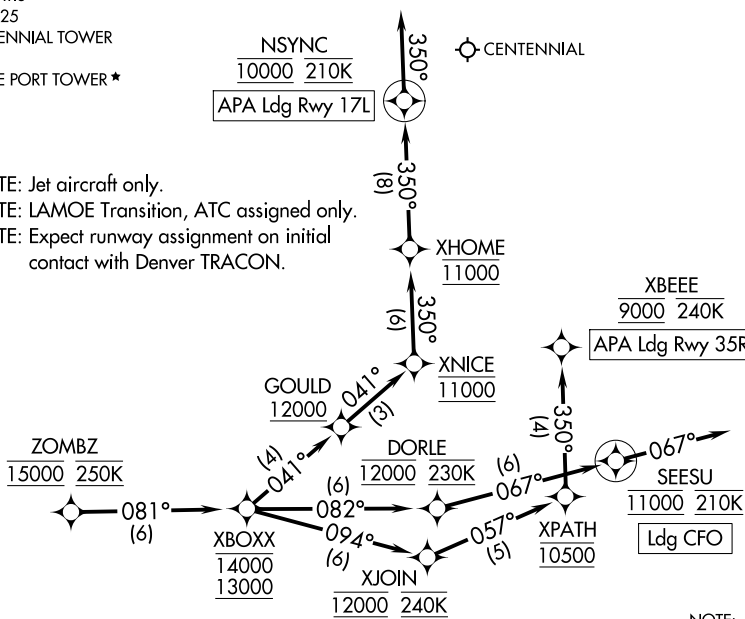 25
ENNIAL TOWER
E PORT TOWER★
NSYNC
10000 210K
APA Ldg Rwy 17L
350°
CENTENNIAL
TE: Jet aircraft only.
TE: LAMOE Transition, ATC assigned only.
TE: Expect runway assignment on initial
contact with Denver TRACON.
350°
(8)
XHOME
11000
350°
(6)
XBEEE
9000 240K
APA Ldg Rwy 35R
XNICE
11000
GOULD
12000
041°
(3)
350°
(4)
ZOMBZ
15000 250K
041°
(4)
DORLE
12000 230K
067°
(6)
067°
SEESU
11000 210K
Ldg CFO
081°
(6)
082°
(6)
XBOXX
14000
13000
094°
(6)
057°
(5)
XPATH
10500
XJOIN
12000 240K
NOTE: